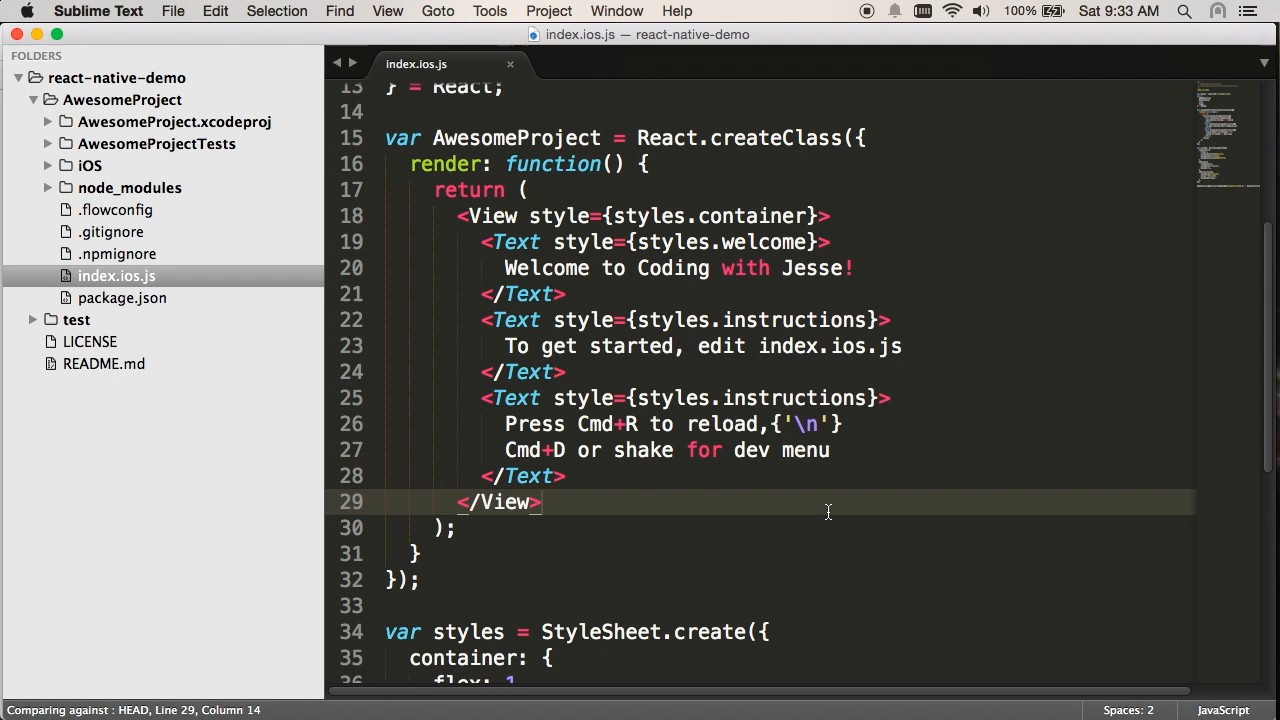 Sublime Text File Edit Selection Find View Goto Tools Project Window Help 100% Sat 9:33 AM
index.ios.js — react-native-demo
FOLDERS
react-native-demo
AwesomeProject
AwesomeProject.xcodeproj
AwesomeProjectTests
iOS
node_modules
.flowconfig
.gitignore
.npmignore
index.ios.js
package.json
test
LICENSE
README.md
index.ios.js ×
13 } = React;
14
15 var AwesomeProject = React.createClass({
16 render: function() {
17 return (
18 <View style={styles.container}>
19 <Text style={styles.welcome}>
20 Welcome to Coding with Jesse!
21 </Text>
22 <Text style={styles.instructions}>
23 To get started, edit index.ios.js
24 </Text>
25 <Text style={styles.instructions}>
26 Press Cmd+R to reload,{'\n'}
27 Cmd+D or shake for dev menu
28 </Text>
29 </View>
30 );
31 }
32 });
33
34 var styles = StyleSheet.create({
35 container: {
36 flex: 1
Comparing against : HEAD, Line 29, Column 14 Spaces: 2 JavaScript